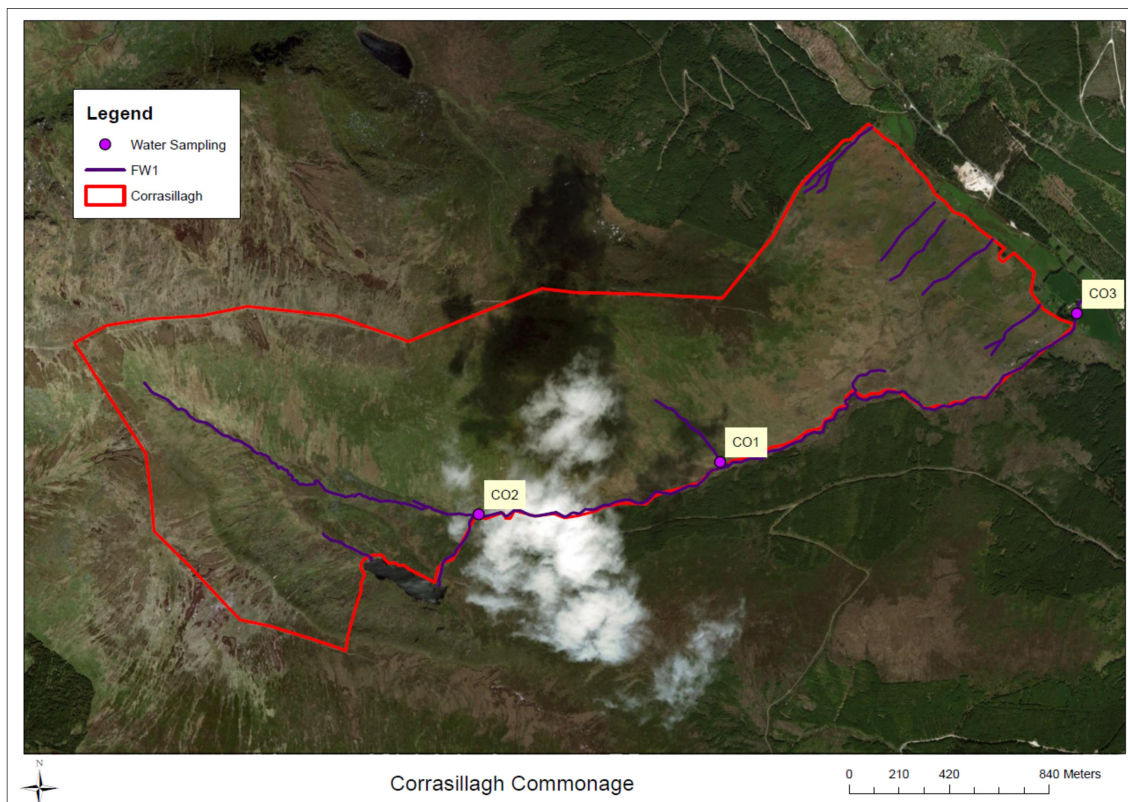 Legend
Water Sampling
FW1
Corrasillagh
CO3
CO1
CO2
N
Corrasillagh Commonage
0 210 420 840 Meters